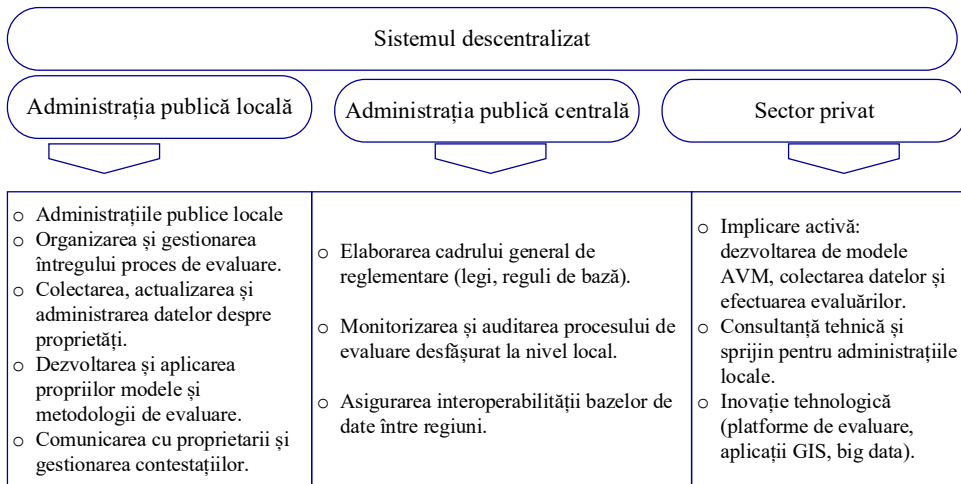 Sistemul descentralizat
Administrația publică locală
Administrația publică centrală
Sector privat
o Administrațiile publice locale
o Organizarea și gestionarea
întregului proces de evaluare.
o Colectarea, actualizarea și
administrarea datelor despre
proprietăți.
o Dezvoltarea și aplicarea
propriilor modele și
metodologii de evaluare.
o Comunicarea cu proprietarii și
gestionarea contestațiilor.
o Elaborarea cadrului general de
reglementare (legi, reguli de bază).
o Monitorizarea și auditarea procesului de
evaluare desfășurat la nivel local.
o Asigurarea interoperabilității bazelor de
date între regiuni.
o Implicare activă:
dezvoltarea de modele
AVM, colectarea datelor și
efectuarea evaluărilor.
o Consultanță tehnică și
sprijin pentru administrațiile
locale.
o Inovație tehnologică
(platforme de evaluare,
aplicații GIS, big data).